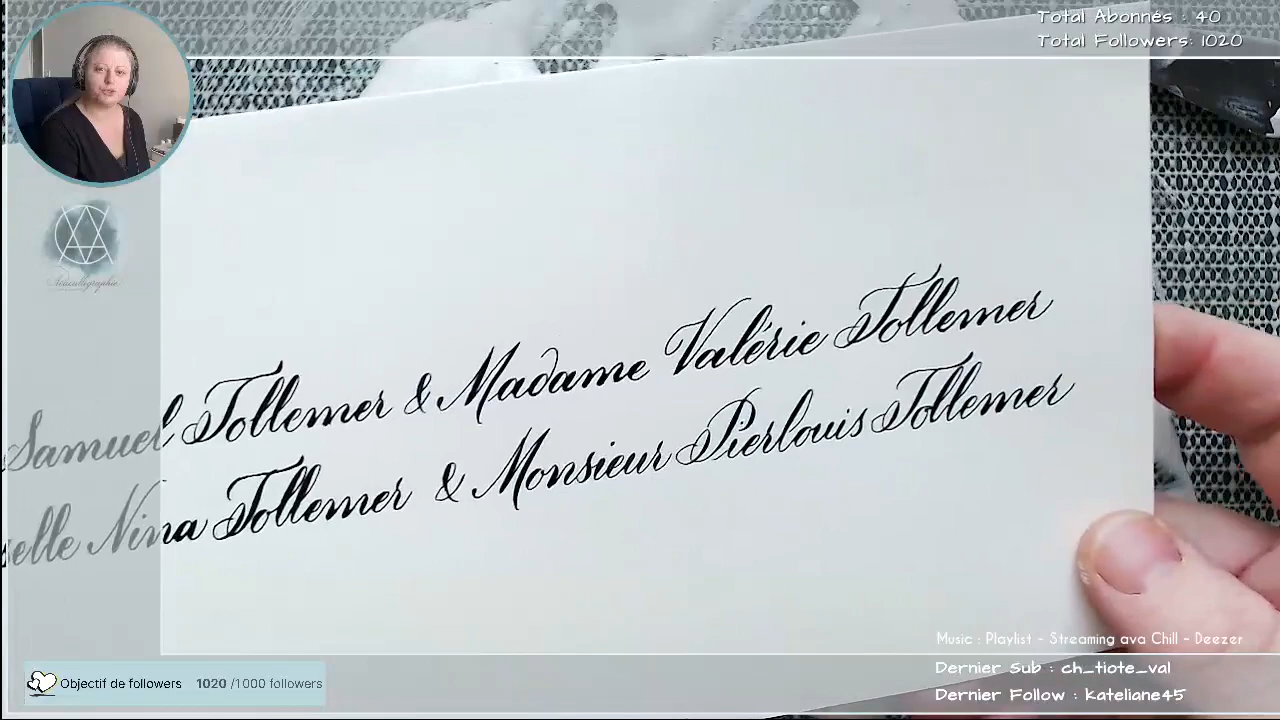 Total Abonnés : 40
Total Followers: 1020
Samuel Tollemer & Madame Valérie Tollemer
selle Nina Tollemer & Monsieur Pierlouis Tollemer
Music : Playlist - Streaming ava Chill - Deezer
Dernier Sub : ch_tiote_val
Dernier Follow : kateliane45
Objectif de followers 1020 /1000 followers